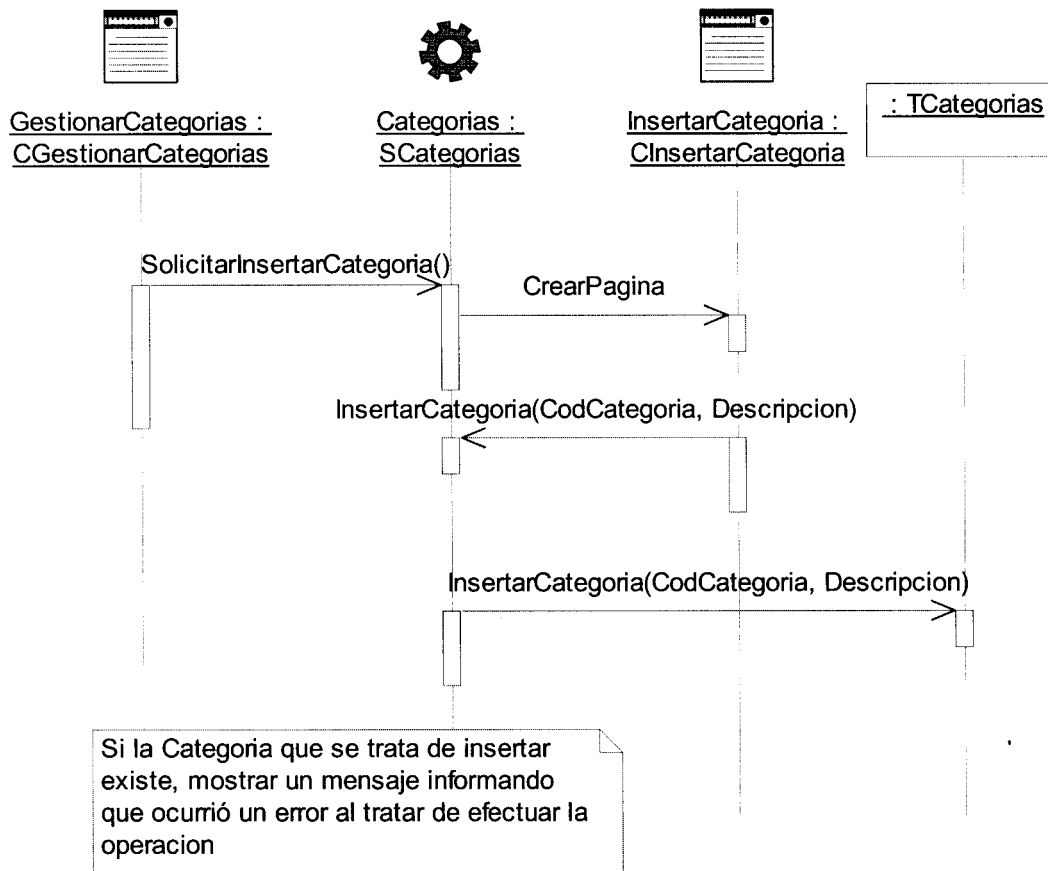 GestionarCategorias :
CGestionarCategorias
Categorias :
SCategorias
InsertarCategoria :
CInsertarCategoria
: TCategorias
SolicitarInsertarCategoria()
CrearPagina
InsertarCategoria(CodCategoria, Descripcion)
InsertarCategoria(CodCategoria, Descripcion)
Si la Categoria que se trata de insertar
existe, mostrar un mensaje informando
que ocurrió un error al tratar de efectuar la
operacion